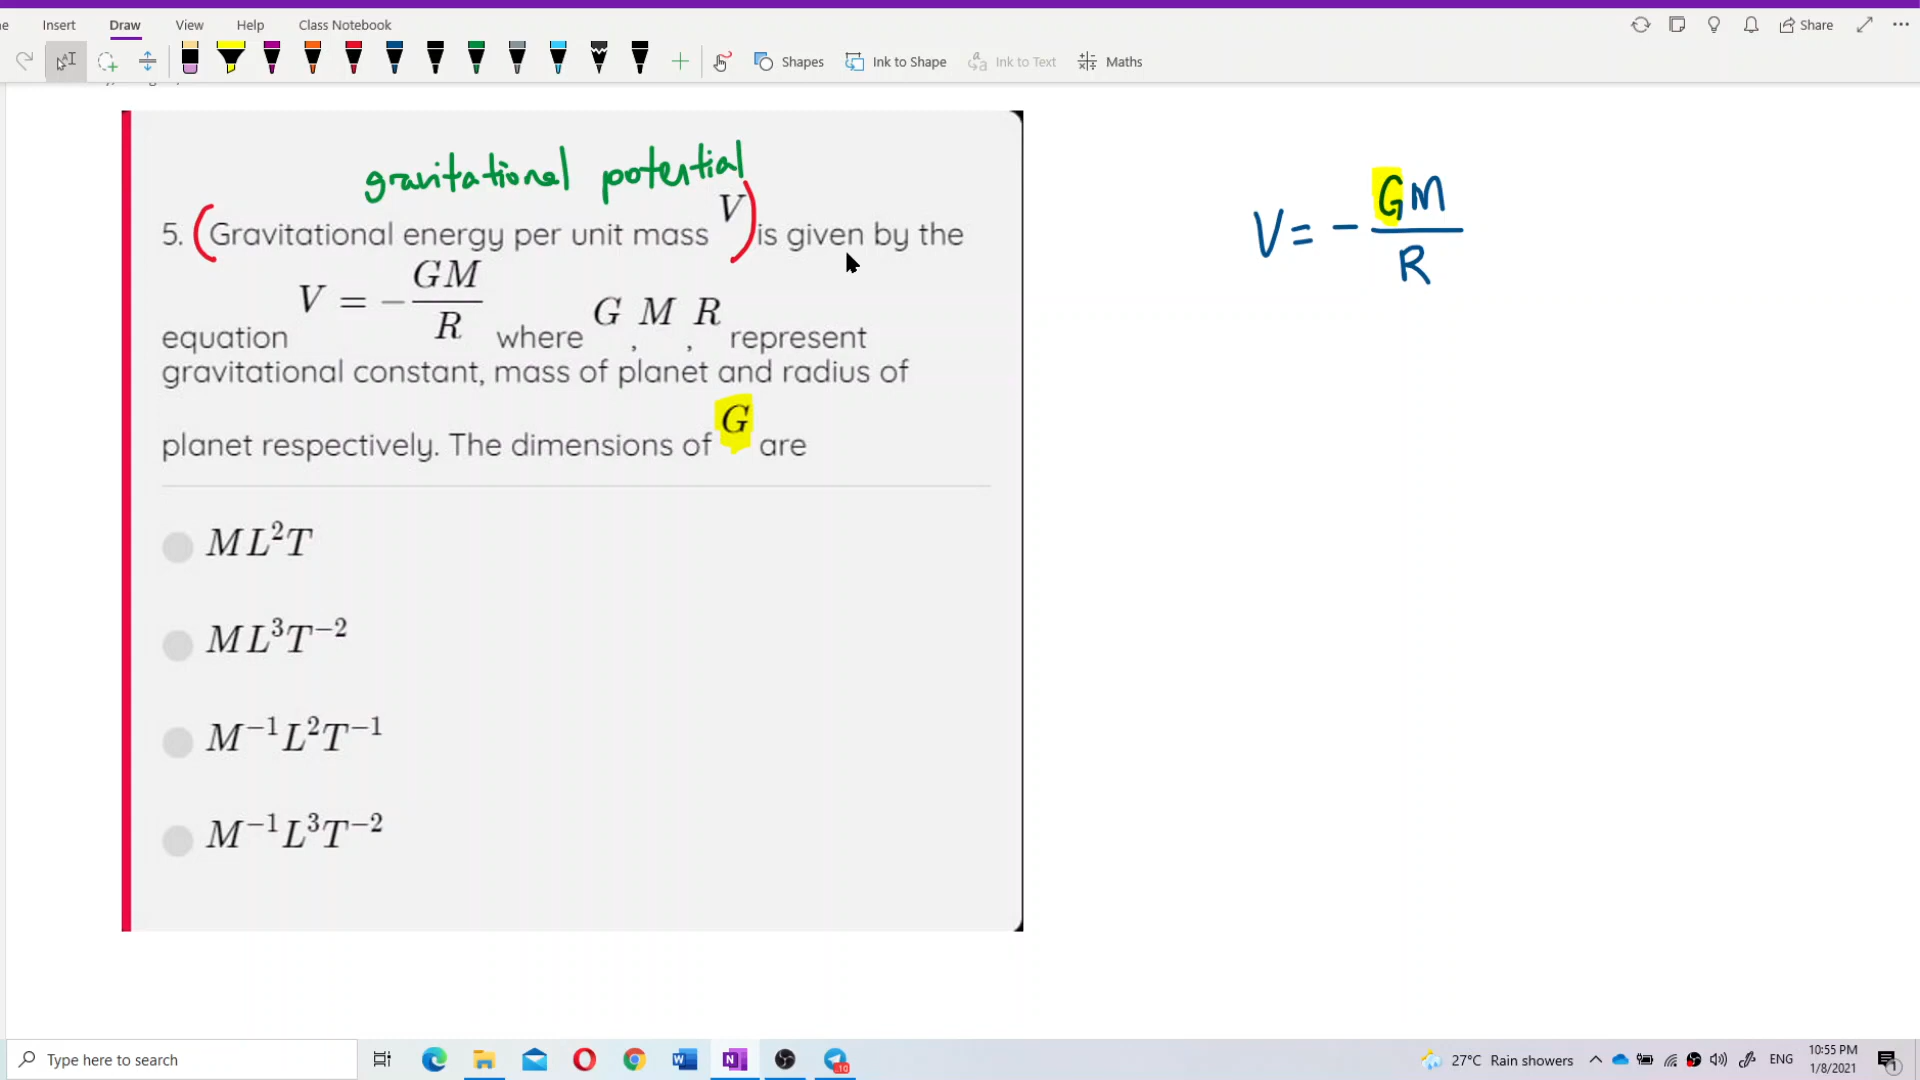 Insert Draw View Help Class Notebook Share
Shapes Ink to Shape Ink to Text Maths
gravitational potential
5. (Gravitational energy per unit mass V) is given by the
equation V = −GM/R where G, M, R represent
gravitational constant, mass of planet and radius of
planet respectively. The dimensions of G are
ML²T
ML³T⁻²
M⁻¹L²T⁻¹
M⁻¹L³T⁻²
V = − GM/R
Type here to search 27°C Rain showers ENG 10:55 PM
1/8/2021